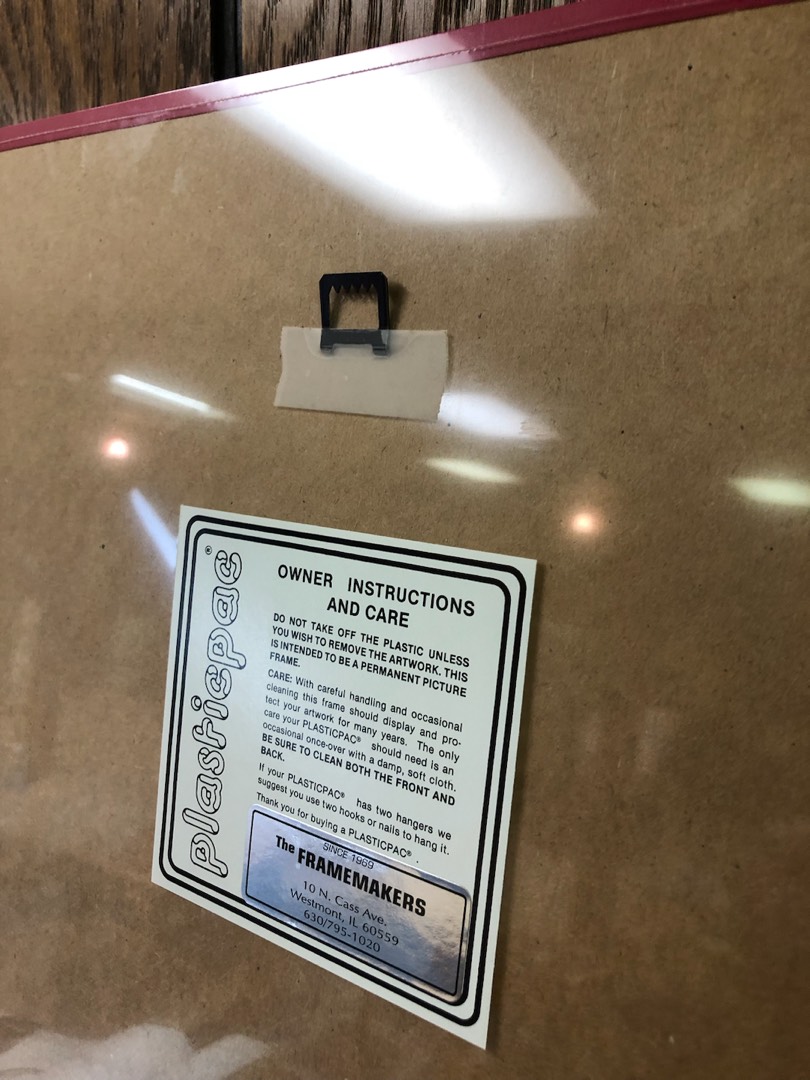 plasticpac®
OWNER INSTRUCTIONS
AND CARE
DO NOT TAKE OFF THE PLASTIC UNLESS
YOU WISH TO REMOVE THE ARTWORK. THIS
IS INTENDED TO BE A PERMANENT PICTURE
FRAME.
CARE: With careful handling and occasional
cleaning this frame should display and pro-
tect your artwork for many years. The only
care your PLASTICPAC® should need is an
occasional once-over with a damp, soft cloth.
BE SURE TO CLEAN BOTH THE FRONT AND
BACK.
If your PLASTICPAC® has two hangers we
suggest you use two hooks or nails to hang it.
Thank you for buying a PLASTICPAC®.
SINCE 1969
The FRAMEMAKERS
10 N. Cass Ave.
Westmont, IL 60559
630/795-1020